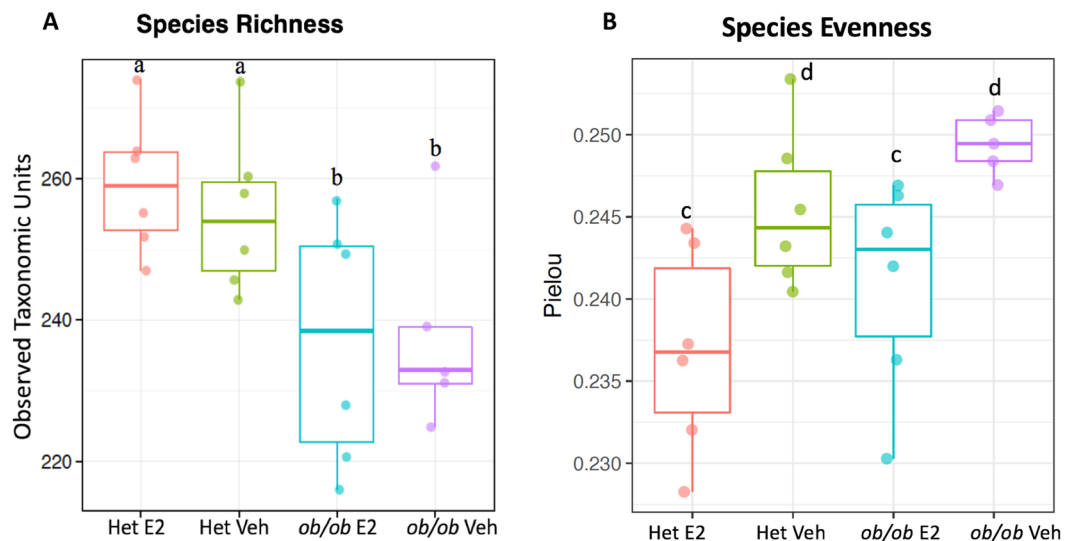 A
Species Richness
Observed Taxonomic Units
260
240
220
a
a
b
b
Het E2
Het Veh
ob/ob E2
ob/ob Veh
B
Species Evenness
Pielou
0.250
0.245
0.240
0.235
0.230
c
d
c
d
Het E2
Het Veh
ob/ob E2
ob/ob Veh